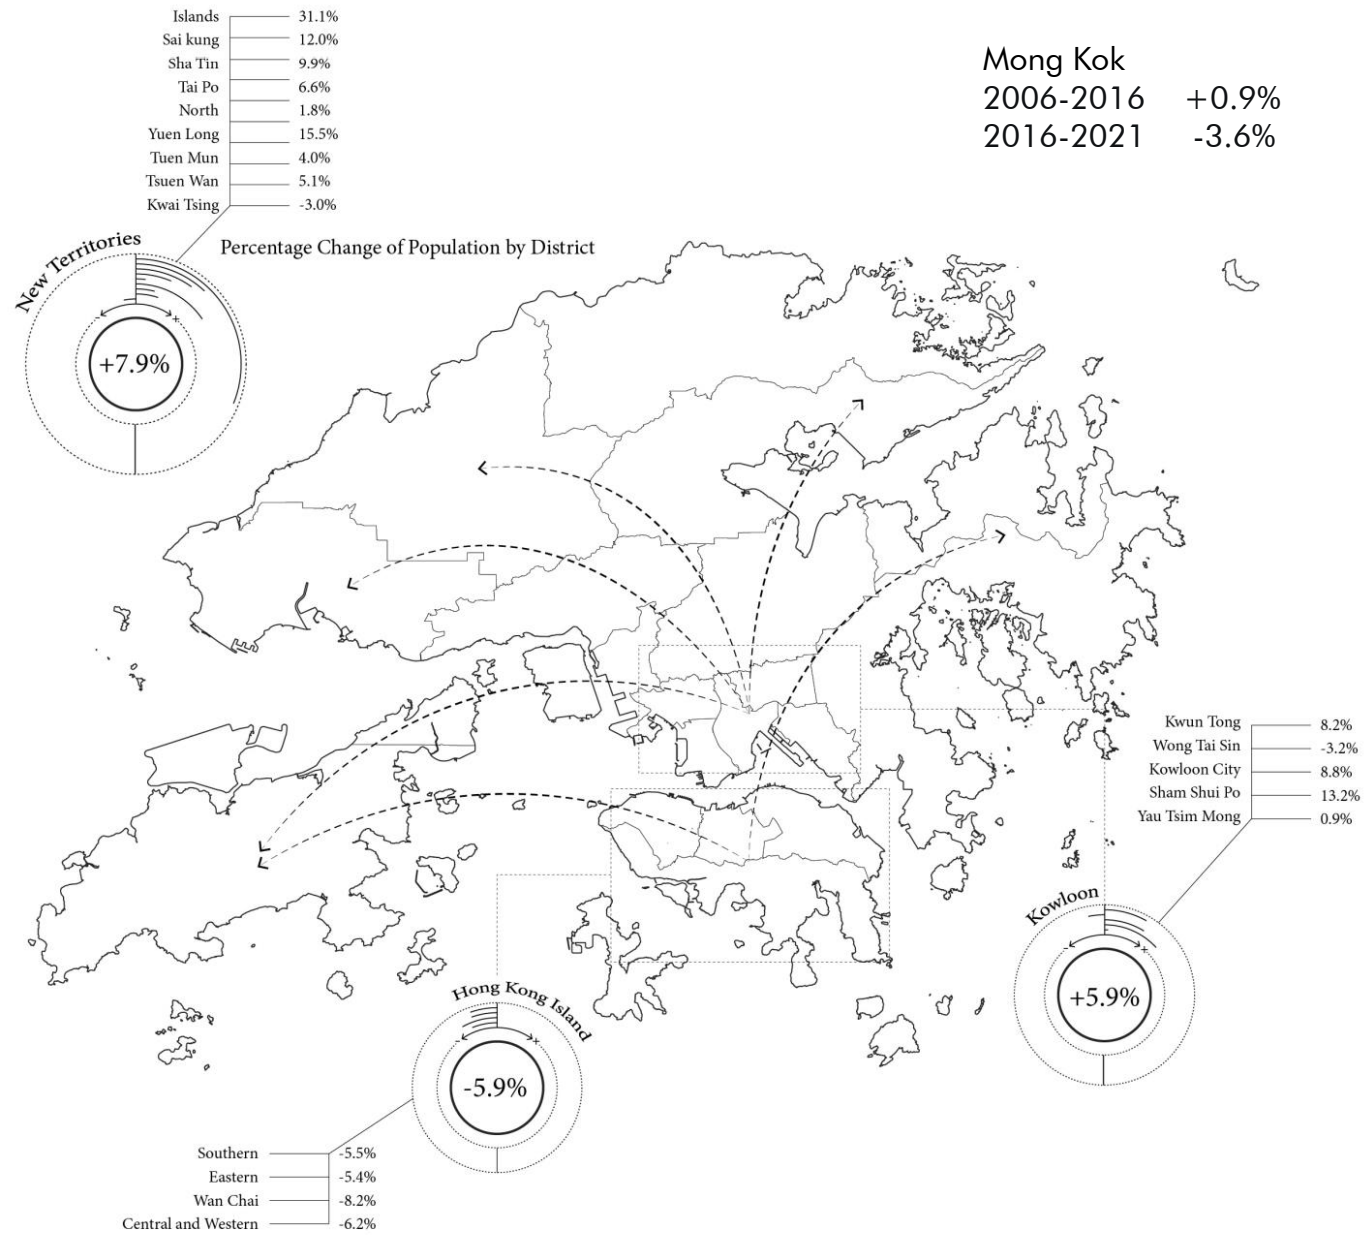 Islands 31.1%
Sai kung 12.0%
Sha Tin 9.9%
Tai Po 6.6%
North 1.8%
Yuen Long 15.5%
Tuen Mun 4.0%
Tsuen Wan 5.1%
Kwai Tsing -3.0%
Mong Kok
2006-2016 +0.9%
2016-2021 -3.6%
Percentage Change of Population by District
New Territories
- +
+7.9%
Kwun Tong 8.2%
Wong Tai Sin -3.2%
Kowloon City 8.8%
Sham Shui Po 13.2%
Yau Tsim Mong 0.9%
Kowloon
- +
+5.9%
Hong Kong Island
- +
-5.9%
Southern -5.5%
Eastern -5.4%
Wan Chai -8.2%
Central and Western -6.2%